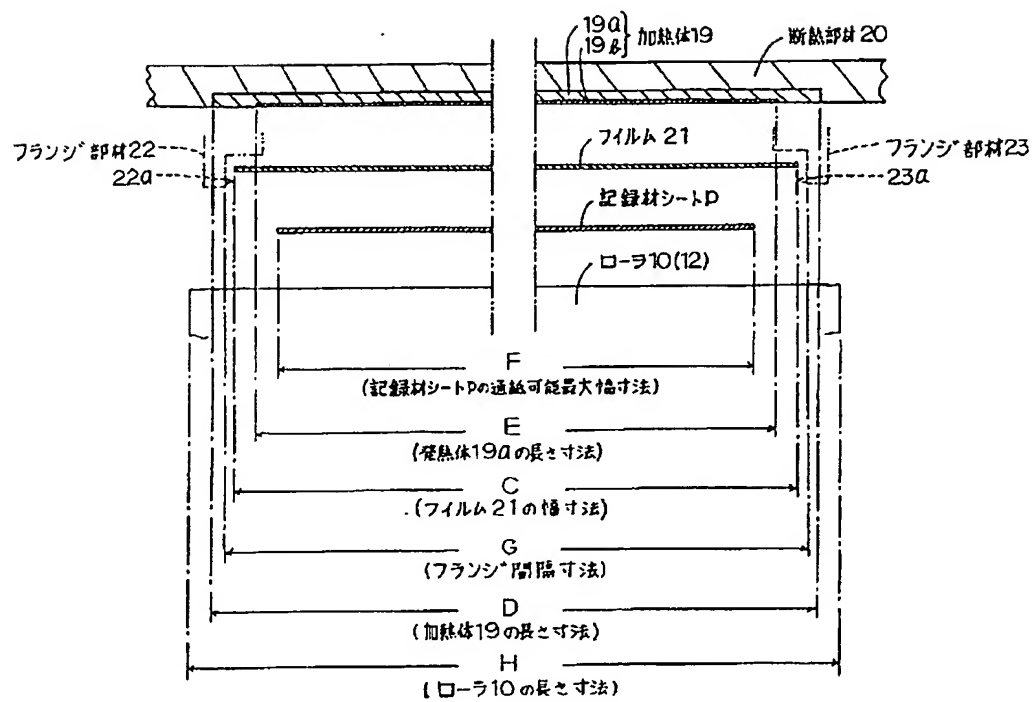 19a
19b
加熱体19
断熱部材20
フランジ部材22
22a
フイルム21
フランジ部材23
23a
記録材シートP
ローラ10(12)
F
(記録材シートPの通紙可能最大幅寸法)
E
(発熱体19aの長さ寸法)
C
(フィルム21の幅寸法)
G
(フランジ間隔寸法)
D
(加熱体19の長さ寸法)
H
(ローラ10の長さ寸法)